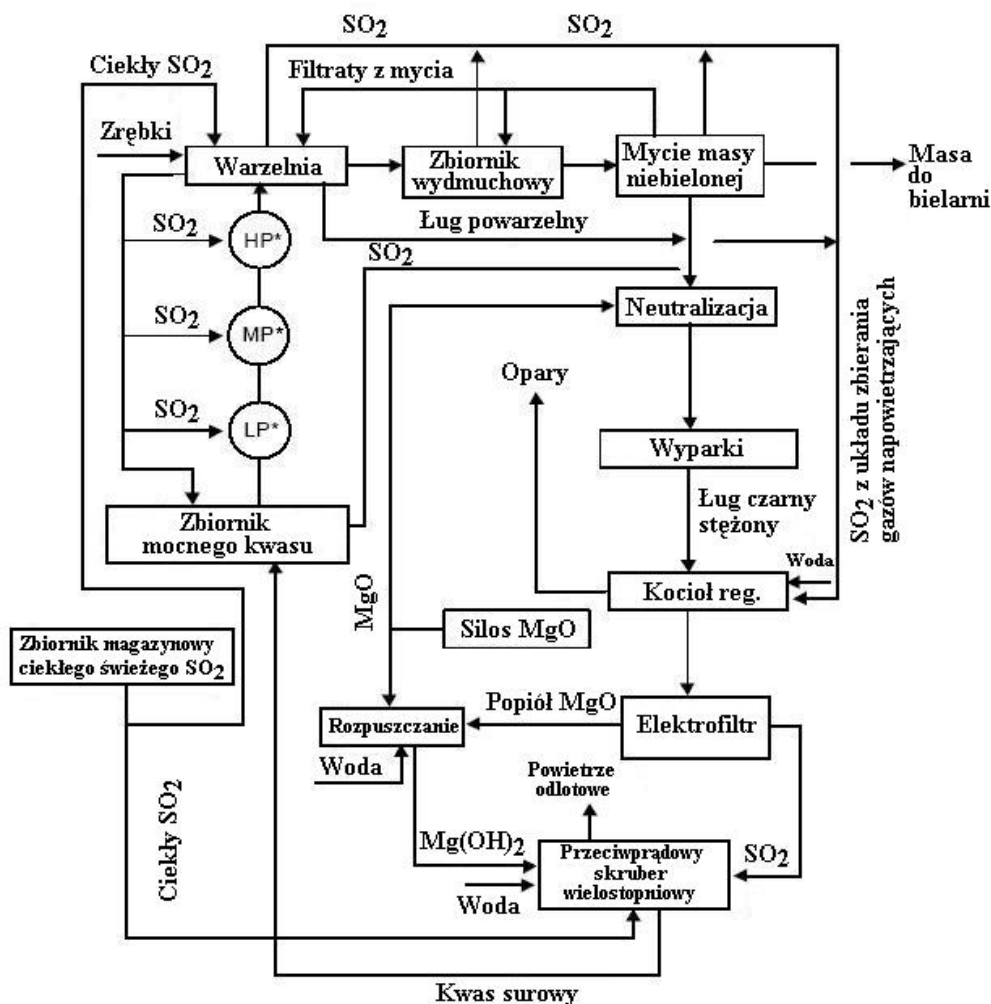 SO2
SO2
Ciekły SO2
Filtraty z mycia
Zrębki
Warzelnia
Zbiornik
wydmuchowy
Mycie masy
niebielonej
Masa
do
bielarni
Ług powarzelny
SO2
HP*
SO2
Neutralizacja
SO2
MP*
Opary
SO2 z układu zbierania
gazów napowietrzających
SO2
LP*
Wyparki
Ług czarny
stężony
Zbiornik
mocnego kwasu
Woda
Kocioł reg.
MgO
Silos MgO
Zbiornik magazynowy
ciekłego świeżego SO2
Popiół MgO
Rozpuszczanie
Elektrofiltr
Woda
Powietrze
odlotowe
Ciekły SO2
Mg(OH)2
Przeciwprądowy
skruber
wielostopniowy
SO2
Woda
Kwas surowy